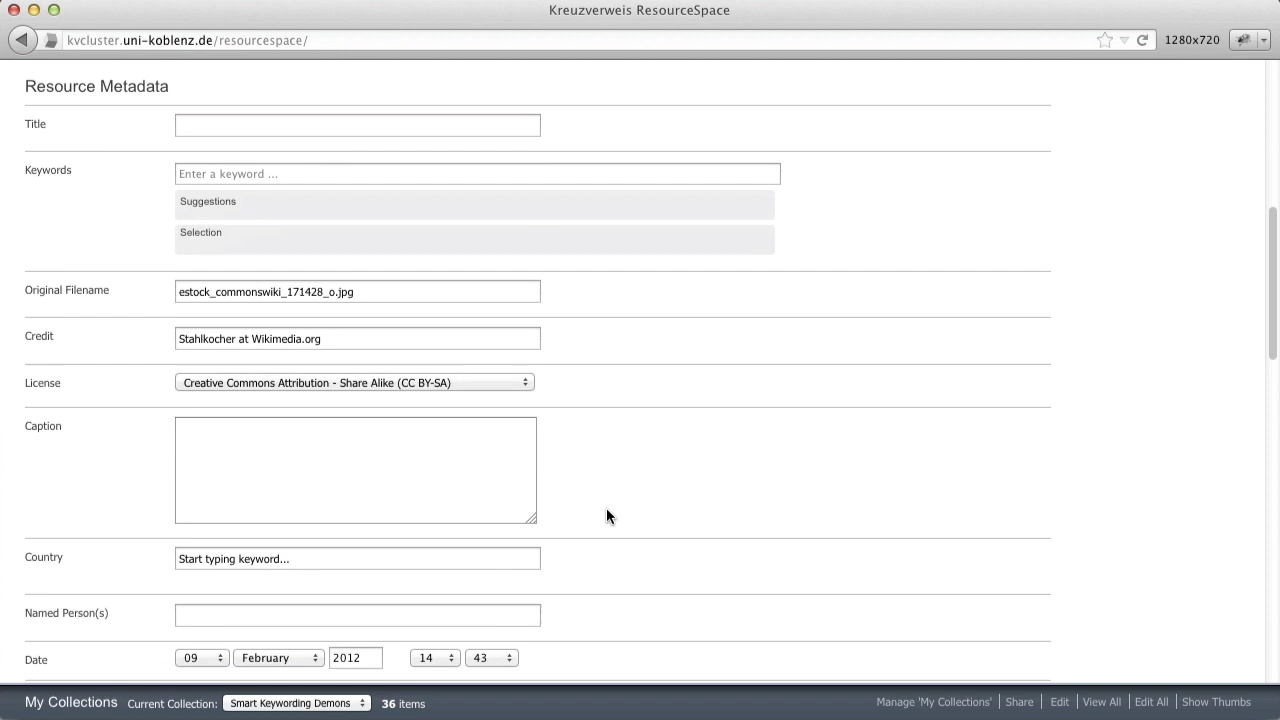 Kreuzverweis ResourceSpace
kvcluster.uni-koblenz.de/resourcespace/ 1280x720
Resource Metadata
Title
Keywords Enter a keyword ...
Suggestions
Selection
Original Filename estock_commonswiki_171428_o.jpg
Credit Stahlkocher at Wikimedia.org
License Creative Commons Attribution - Share Alike (CC BY-SA)
Caption
Country Start typing keyword...
Named Person(s)
Date 09 February 2012 14 43
My Collections Current Collection: Smart Keywording Demons 36 items Manage 'My Collections' Share Edit View All Edit All Show Thumbs